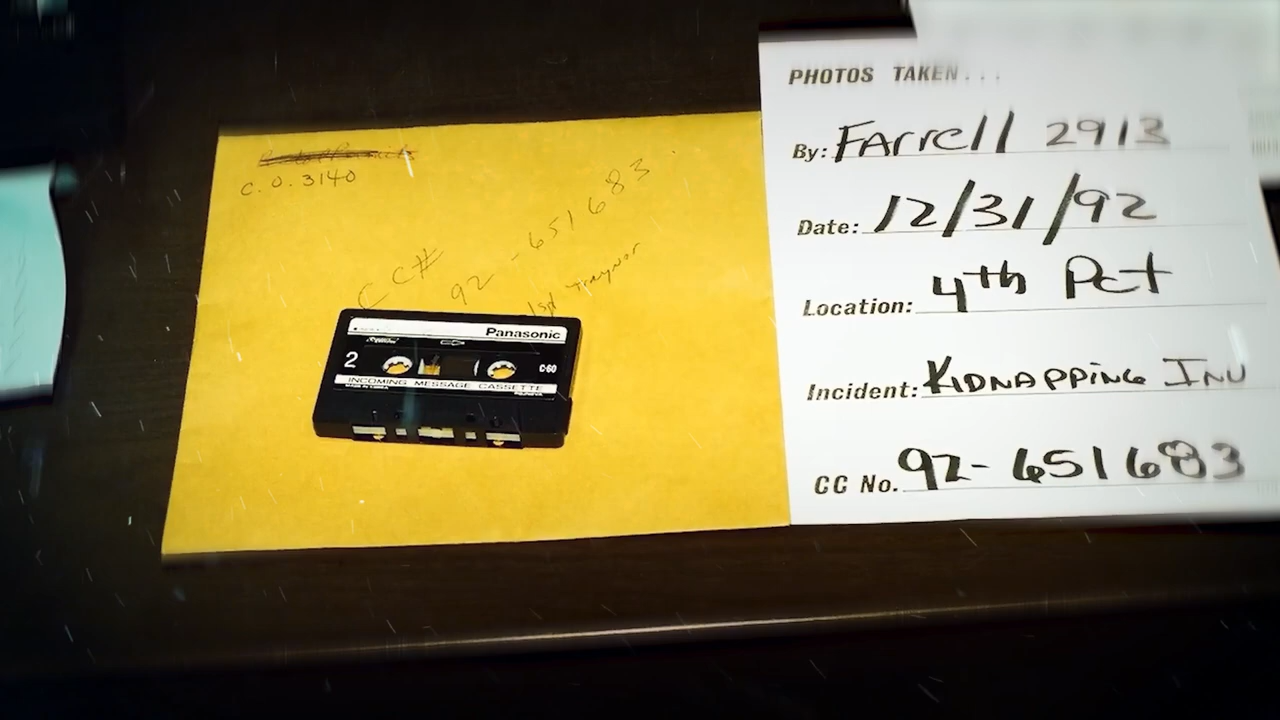 C.O. 3140
CC# 92-651683
Panasonic
2
C-60
INCOMING MESSAGE CASSETTE
PHOTOS TAKEN...
By: FArrell 2913
Date: 12/31/92
Location: 4th Pct
Incident: KIDNAPPiNG INV
CC No. 92-651683